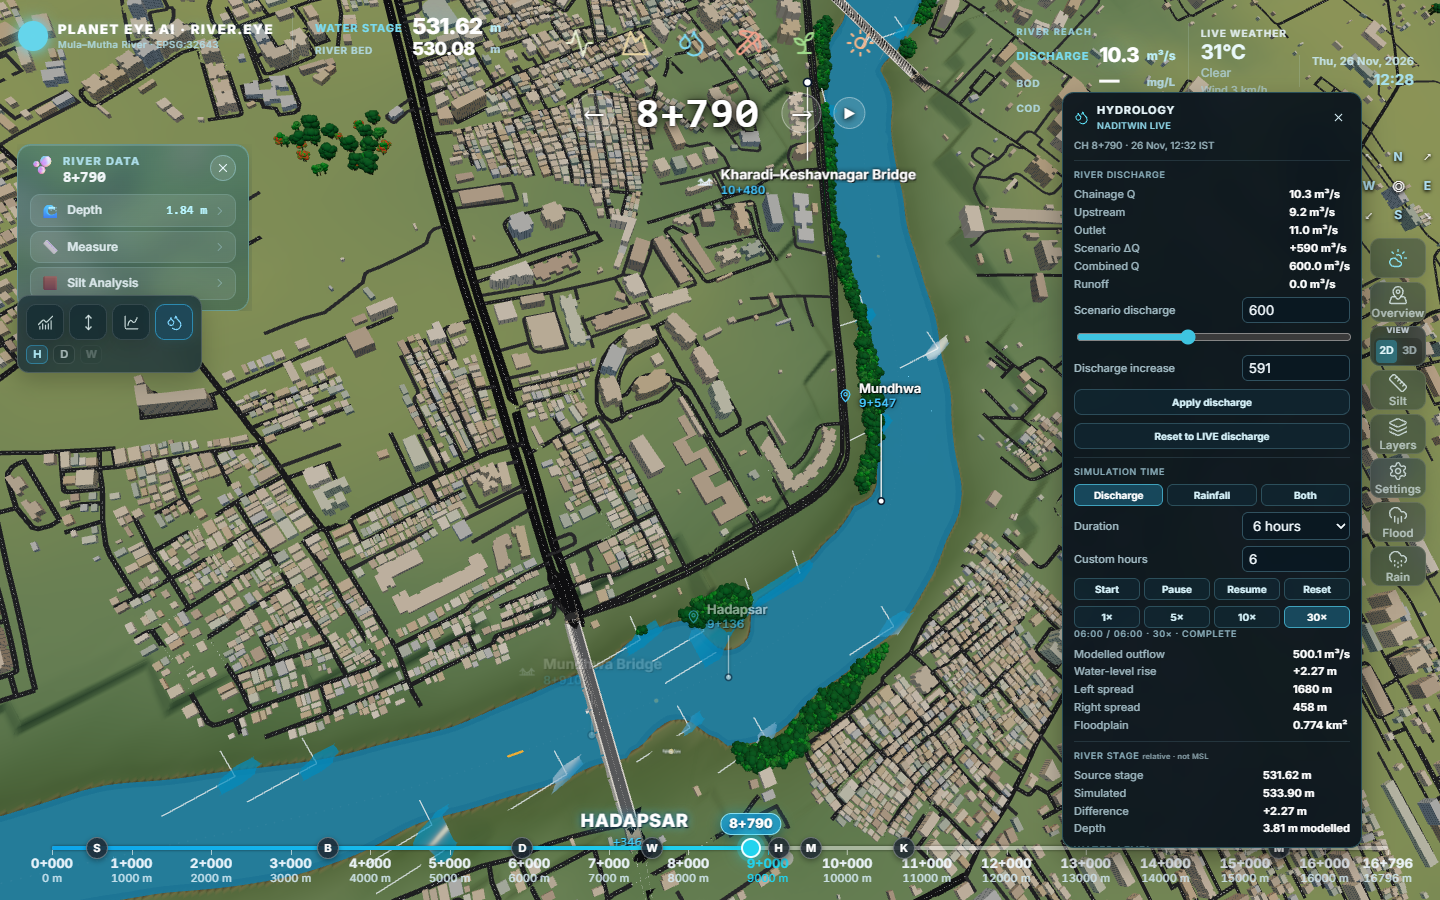 PLANET EYE AI · RIVER.EYE
Mula-Mutha River · EPSG:32643
WATER STAGE 531.62 m
RIVER BED 530.08 m
RIVER REACH
DISCHARGE 10.3 m³/s
BOD — mg/L
COD
LIVE WEATHER
31°C
Clear
Wind 3 km/h
Thu, 26 Nov, 2026
12:28
← 8+790 →
RIVER DATA
8+790
Depth 1.84 m
Measure
Silt Analysis
H D W
Kharadi-Keshavnagar Bridge
10+480
Mundhwa
9+547
Hadapsar
9+136
Mundhwa Bridge
HYDROLOGY
NADITWIN LIVE
CH 8+790 · 26 Nov, 12:32 IST
RIVER DISCHARGE
Chainage Q 10.3 m³/s
Upstream 9.2 m³/s
Outlet 11.0 m³/s
Scenario ΔQ +590 m³/s
Combined Q 600.0 m³/s
Runoff 0.0 m³/s
Scenario discharge 600
Discharge increase 591
Apply discharge
Reset to LIVE discharge
SIMULATION TIME
Discharge Rainfall Both
Duration 6 hours
Custom hours 6
Start Pause Resume Reset
1× 5× 10× 30×
06:00 / 06:00 · 30× · COMPLETE
Modelled outflow 500.1 m³/s
Water-level rise +2.27 m
Left spread 1680 m
Right spread 458 m
Floodplain 0.774 km²
RIVER STAGE relative · not MSL
Source stage 531.62 m
Simulated 533.90 m
Difference +2.27 m
Depth 3.81 m modelled
N
W E
S
Overview
VIEW
2D 3D
Silt
Layers
Settings
Flood
Rain
HADAPSAR
+346
8+790
S B D W H M K M
0+000 1+000 2+000 3+000 4+000 5+000 6+000 7+000 8+000 9+000 10+000 11+000 12+000 13+000 14+000 15+000 16+000 16+796
0 m 1000 m 2000 m 3000 m 4000 m 5000 m 6000 m 7000 m 8000 m 9000 m 10000 m 11000 m 12000 m 13000 m 14000 m 15000 m 16000 m 16796 m